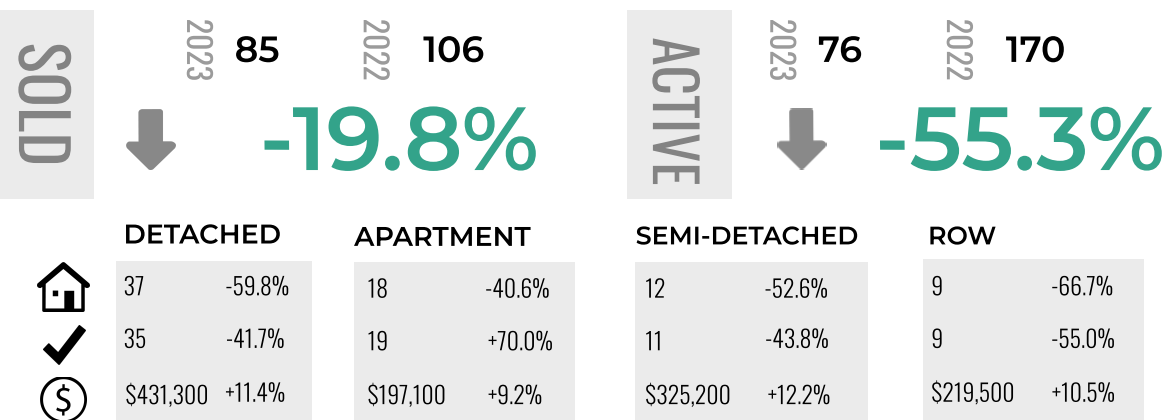 SOLD
2023 85 2022 106
-19.8%
ACTIVE
2023 76 2022 170
-55.3%
DETACHED APARTMENT SEMI-DETACHED ROW
37 -59.8% 18 -40.6% 12 -52.6% 9 -66.7%
35 -41.7% 19 +70.0% 11 -43.8% 9 -55.0%
$431,300 +11.4% $197,100 +9.2% $325,200 +12.2% $219,500 +10.5%
$